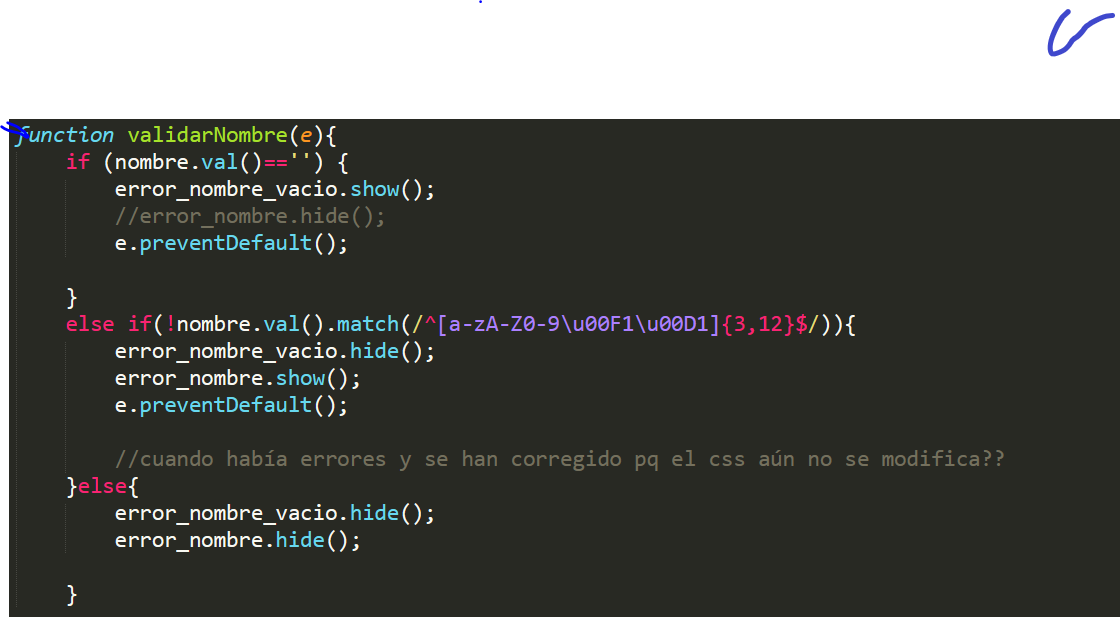 function validarNombre(e){
if (nombre.val()=='') {
error_nombre_vacio.show();
//error_nombre.hide();
e.preventDefault();
}
else if(!nombre.val().match(/^[a-zA-Z0-9\u00F1\u00D1]{3,12}$/)){
error_nombre_vacio.hide();
error_nombre.show();
e.preventDefault();
//cuando había errores y se han corregido pq el css aún no se modifica??
}else{
error_nombre_vacio.hide();
error_nombre.hide();
}